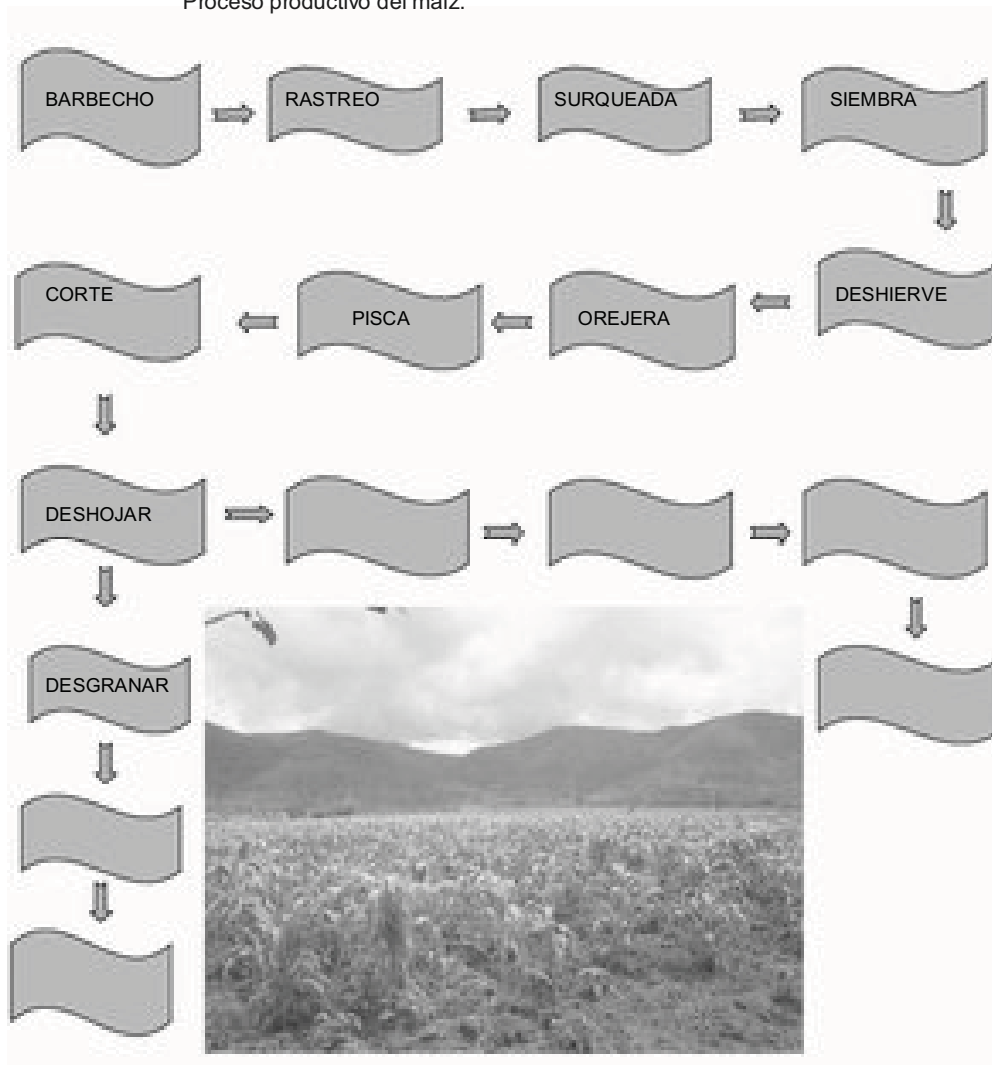 Proceso productivo del maíz.
BARBECHO
RASTREO
SURQUEADA
SIEMBRA
DESHIERVE
OREJERA
PISCA
CORTE
DESHOJAR
DESGRANAR